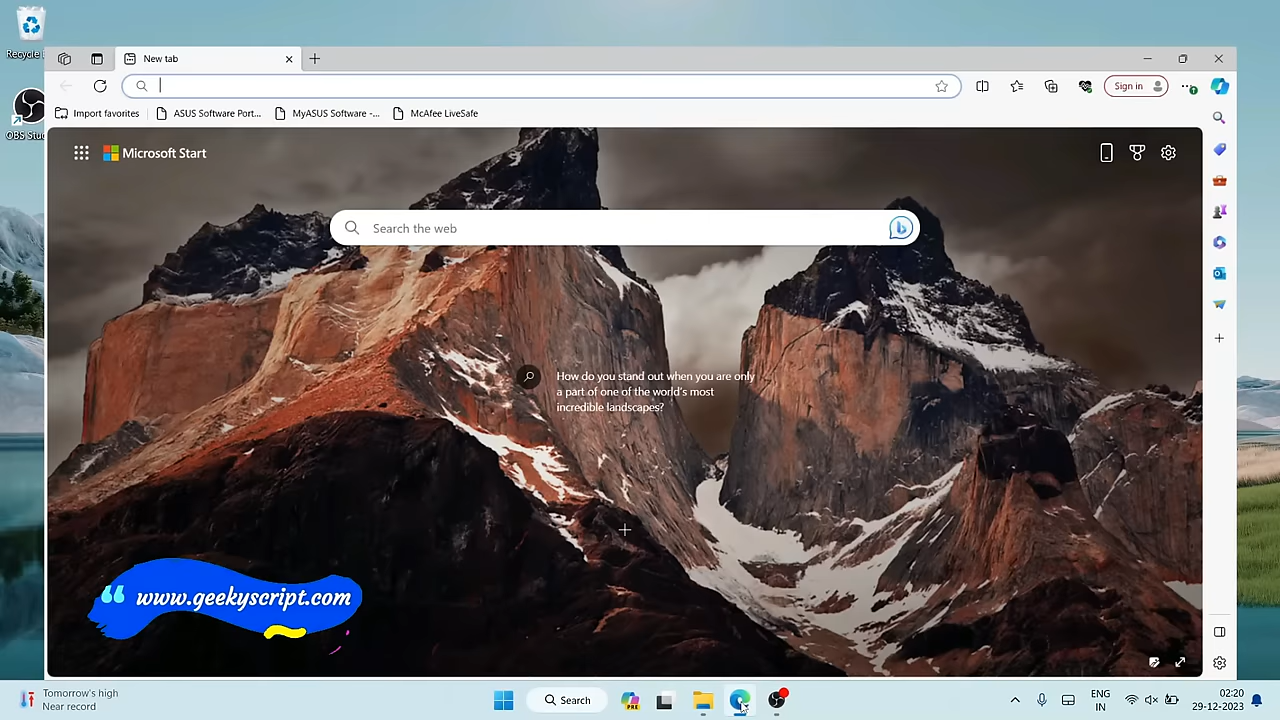 Recycle
OBS Stu
New tab
Sign in
Import favorites
ASUS Software Port...
MyASUS Software -...
McAfee LiveSafe
Microsoft Start
Search the web
How do you stand out when you are only
a part of one of the world's most
incredible landscapes?
“ www.geekyscript.com
Tomorrow's high
Near record
Search
PRE
ENG
IN
02:20
29-12-2023